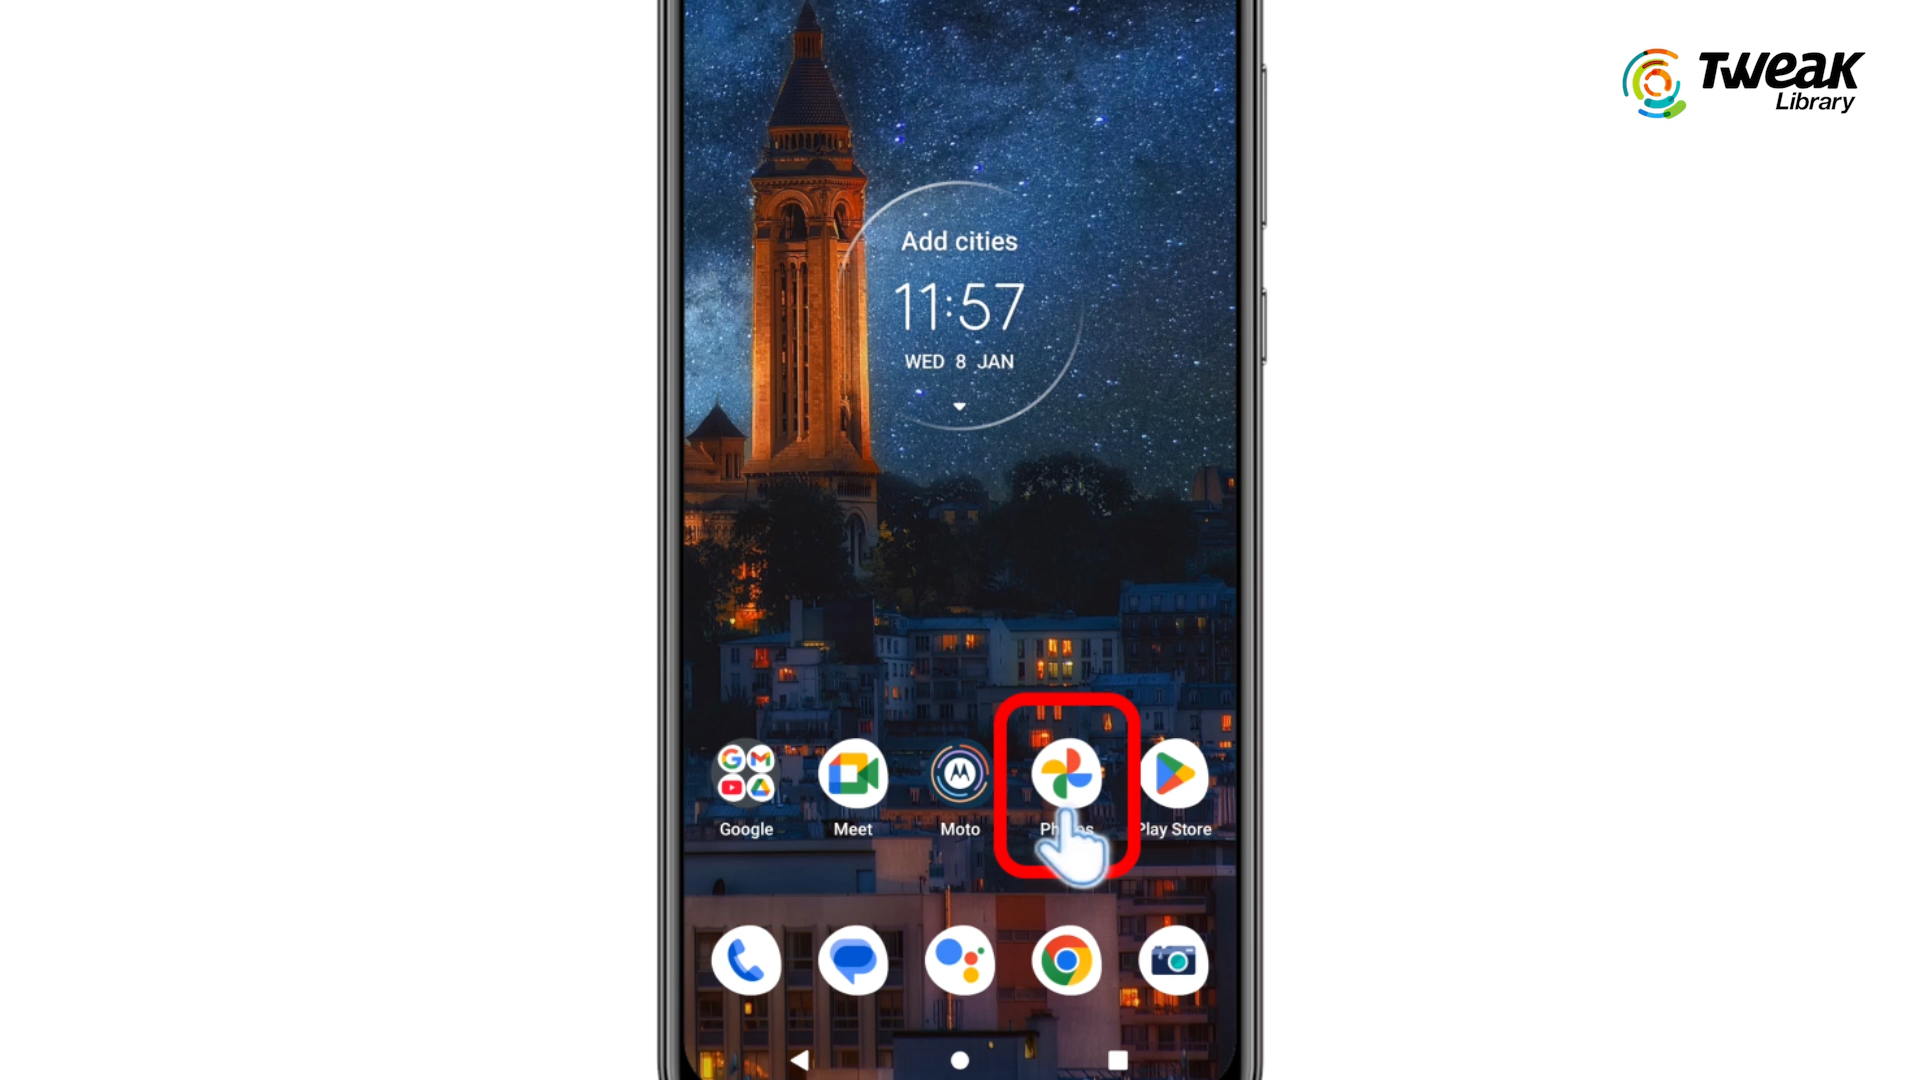 TWeaK
Library
Add cities
11:57
WED 8 JAN
Google
Meet
Moto
Photos
Play Store